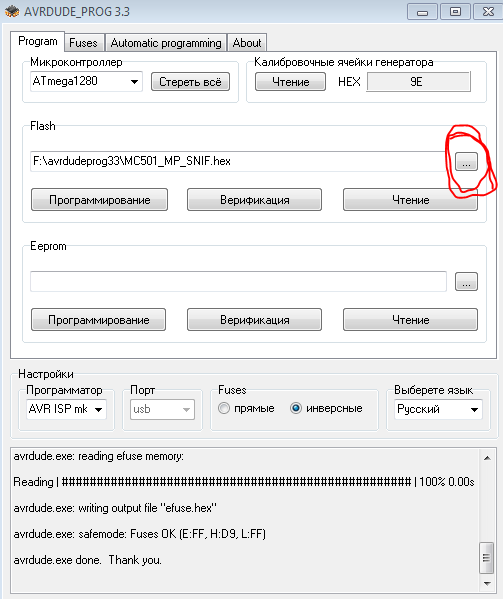 AVRDUDE_PROG 3.3
Program Fuses Automatic programming About
Микроконтроллер Калибровочные ячейки генератора
ATmega1280 Стереть всё Чтение HEX 9E
Flash
F:\avrdudeprog33\MC501_MP_SNIF.hex ...
Программирование Верификация Чтение
Eeprom
...
Программирование Верификация Чтение
Настройки
Программатор Порт Fuses Выберете язык
AVR ISP mk usb прямые инверсные Русский
avrdude.exe: reading efuse memory:
Reading | ################################################## | 100% 0.00s
avrdude.exe: writing output file "efuse.hex"
avrdude.exe: safemode: Fuses OK (E:FF, H:D9, L:FF)
avrdude.exe done. Thank you.